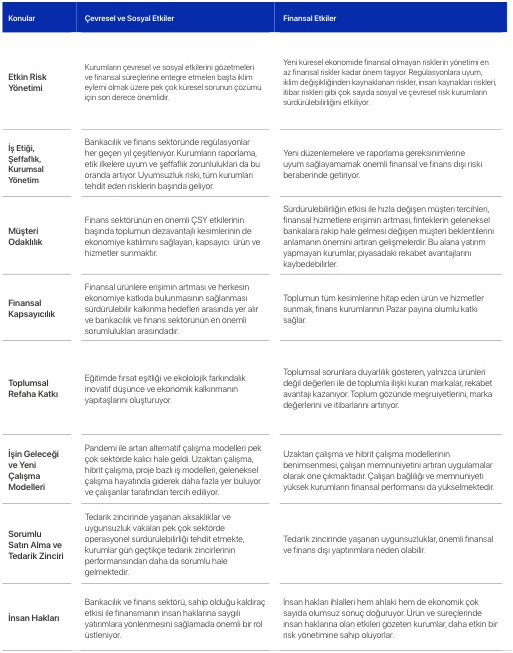 Konular
Çevresel ve Sosyal Etkiler
Finansal Etkiler
Etkin Risk
Yönetimi
Kurumların çevresel ve sosyal etkilerini gözetmeleri
ve finansal süreçlerine entegre etmeleri başta iklim
eylemi olmak üzere pek çok küresel sorunun çözümü
için son derece önemlidir.
Yeni küresel ekonomide finansal olmayan risklerin yönetimi en
az finansal riskler kadar önem taşıyor. Regülasyonlara uyum,
iklim değişikliğinden kaynaklanan riskler, insan kaynakları riskleri,
itibar riskleri gibi çok sayıda sosyal ve çevresel risk kurumların
sürdürülebilirliğini etkiliyor.
İş Etiği,
Şeffaflık,
Kurumsal
Yönetim
Bankacılık ve finans sektöründe regülasyonlar
her geçen yıl çeşitleniyor. Kurumların raporlama,
etik ilkelere uyum ve şeffaflık zorunlulukları da bu
oranda artıyor. Uyumsuzluk riski, tüm kurumları
tehdit eden risklerin başında geliyor.
Yeni düzenlemelere ve raporlama gereksinimlerine
uyum sağlayamamak önemli finansal ve finans dışı riski
beraberinde getiriyor.
Müşteri
Odaklılık
Finans sektörünün en önemli ÇSY etkilerinin
başında toplumun dezavantajlı kesimlerinin de
ekonomiye katılımını sağlayan, kapsayıcı ürün ve
hizmetler sunmaktır.
Sürdürülebilirliğin etkisi ile hızla değişen müşteri tercihleri,
finansal hizmetlere erişimin artması, finteklerin geleneksel
bankalara rakip hale gelmesi değişen müşteri beklentilerini
anlamanın önemini artıran gelişmelerdir. Bu alana yatırım
yapmayan kurumlar, piyasadaki rekabet avantajlarını
kaybedebilirler.
Finansal
Kapsayıcılık
Finansal ürünlere erişimin artması ve herkesin
ekonomiye katkıda bulunmasının sağlanması
sürdürülebilir kalkınma hedefleri arasında yer alır
ve bankacılık ve finans sektörünün en önemli
sorumlulukları arasındadır.
Toplumun tüm kesimlerine hitap eden ürün ve hizmetler
sunmak, finans kurumlarının Pazar payına olumlu katkı
sağlar.
Toplumsal
Refaha Katkı
Eğitimde fırsat eşitliği ve ekololojik farkındalık
inovatif düşünce ve ekonomik kalkınmanın
yapıtaşlarını oluşturuyor.
Toplumsal sorunlara duyarlılık gösteren, yalnızca ürünleri
değil değerleri ile de toplumla ilişki kuran markalar, rekabet
avantajı kazanıyor. Toplum gözünde meşruiyetlerini, marka
değerlerini ve itibarlarını artırıyor.
İşin Geleceği
ve Yeni
Çalışma
Modelleri
Pandemi ile artan alternatif çalışma modelleri pek
çok sektörde kalıcı hale geldi. Uzaktan çalışma,
hibrit çalışma, proje bazlı iş modelleri, geleneksel
çalışma hayatında giderek daha fazla yer buluyor
ve çalışanlar tarafından tercih ediliyor.
Uzaktan çalışma ve hibrit çalışma modellerinin
benimsenmesi, çalışan memnuniyetini artıran uygulamalar
olarak öne çıkmaktadır. Çalışan bağlılığı ve memnuniyeti
yüksek kurumların finansal performansı da yükselmektedir.
Sorumlu
Satın Alma ve
Tedarik Zinciri
Tedarik zincirinde yaşanan aksaklıklar ve
uygunsuzluk vakaları pek çok sektörde
operasyonel sürdürülebilirliği tehdit etmekte,
kurumlar gün geçtikçe tedarik zincirlerinin
performansından daha da sorumlu hale
gelmektedir.
Tedarik zincirinde yaşanan uygunsuzluklar, önemli finansal
ve finans dışı yaptırımlara neden olabilir.
İnsan Hakları
Bankacılık ve finans sektörü, sahip olduğu kaldıraç
etkisi ile finansmanın insan haklarına saygılı
yatırımlara yönlenmesini sağlamada önemli bir rol
üstleniyor.
İnsan hakları ihlalleri hem ahlaki hem de ekonomik çok
sayıda olumsuz sonuç doğuruyor. Ürün ve süreçlerinde
insan haklarına olan etkileri gözeten kurumlar, daha etkin bir
risk yönetimine sahip oluyorlar.